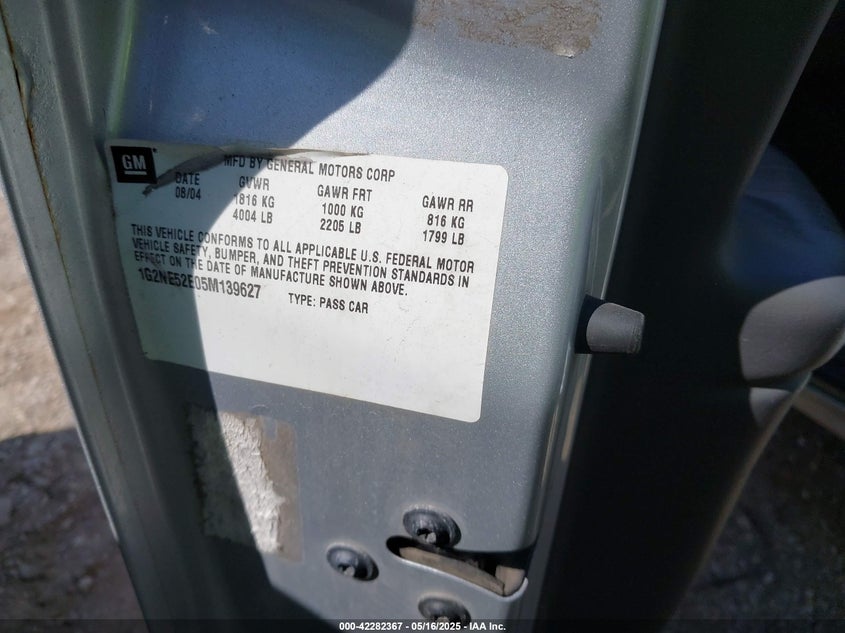 GM
MFD BY GENERAL MOTORS CORP
DATE GVWR GAWR FRT GAWR RR
08/04 1816 KG 1000 KG 816 KG
4004 LB 2205 LB 1799 LB
THIS VEHICLE CONFORMS TO ALL APPLICABLE U.S. FEDERAL MOTOR
VEHICLE SAFETY, BUMPER, AND THEFT PREVENTION STANDARDS IN
EFFECT ON THE DATE OF MANUFACTURE SHOWN ABOVE.
1G2NE52E05M139627 TYPE: PASS CAR
000-42282367 - 05/16/2025 - IAA Inc.